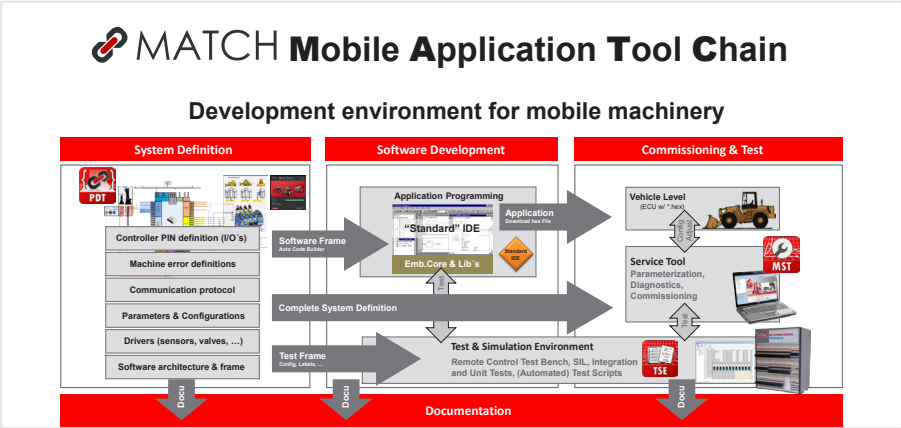 MATCH Mobile Application Tool Chain
Development environment for mobile machinery
System Definition
Software Development
Commissioning & Test
PDT
Controller PIN definition (I/O´s)
Machine error definitions
Communication protocol
Parameters & Configurations
Drivers (sensors, valves, …)
Software architecture & frame
Software Frame
Auto Code Builder
Complete System Definition
Test Frame
Config, Labels, …
Application Programming
"Standard" IDE
Emb.Core & Lib´s
Standard
IDE
Application
Download hex File
Test
Vehicle Level
(ECU w/ *.hex)
Config
Adjust
Service Tool
Parameterization,
Diagnostics,
Commissioning
MST
Test
Test & Simulation Environment
Remote Control Test Bench, SIL, Integration
and Unit Tests, (Automated) Test Scripts
TSE
Docu
Docu
Docu
Documentation